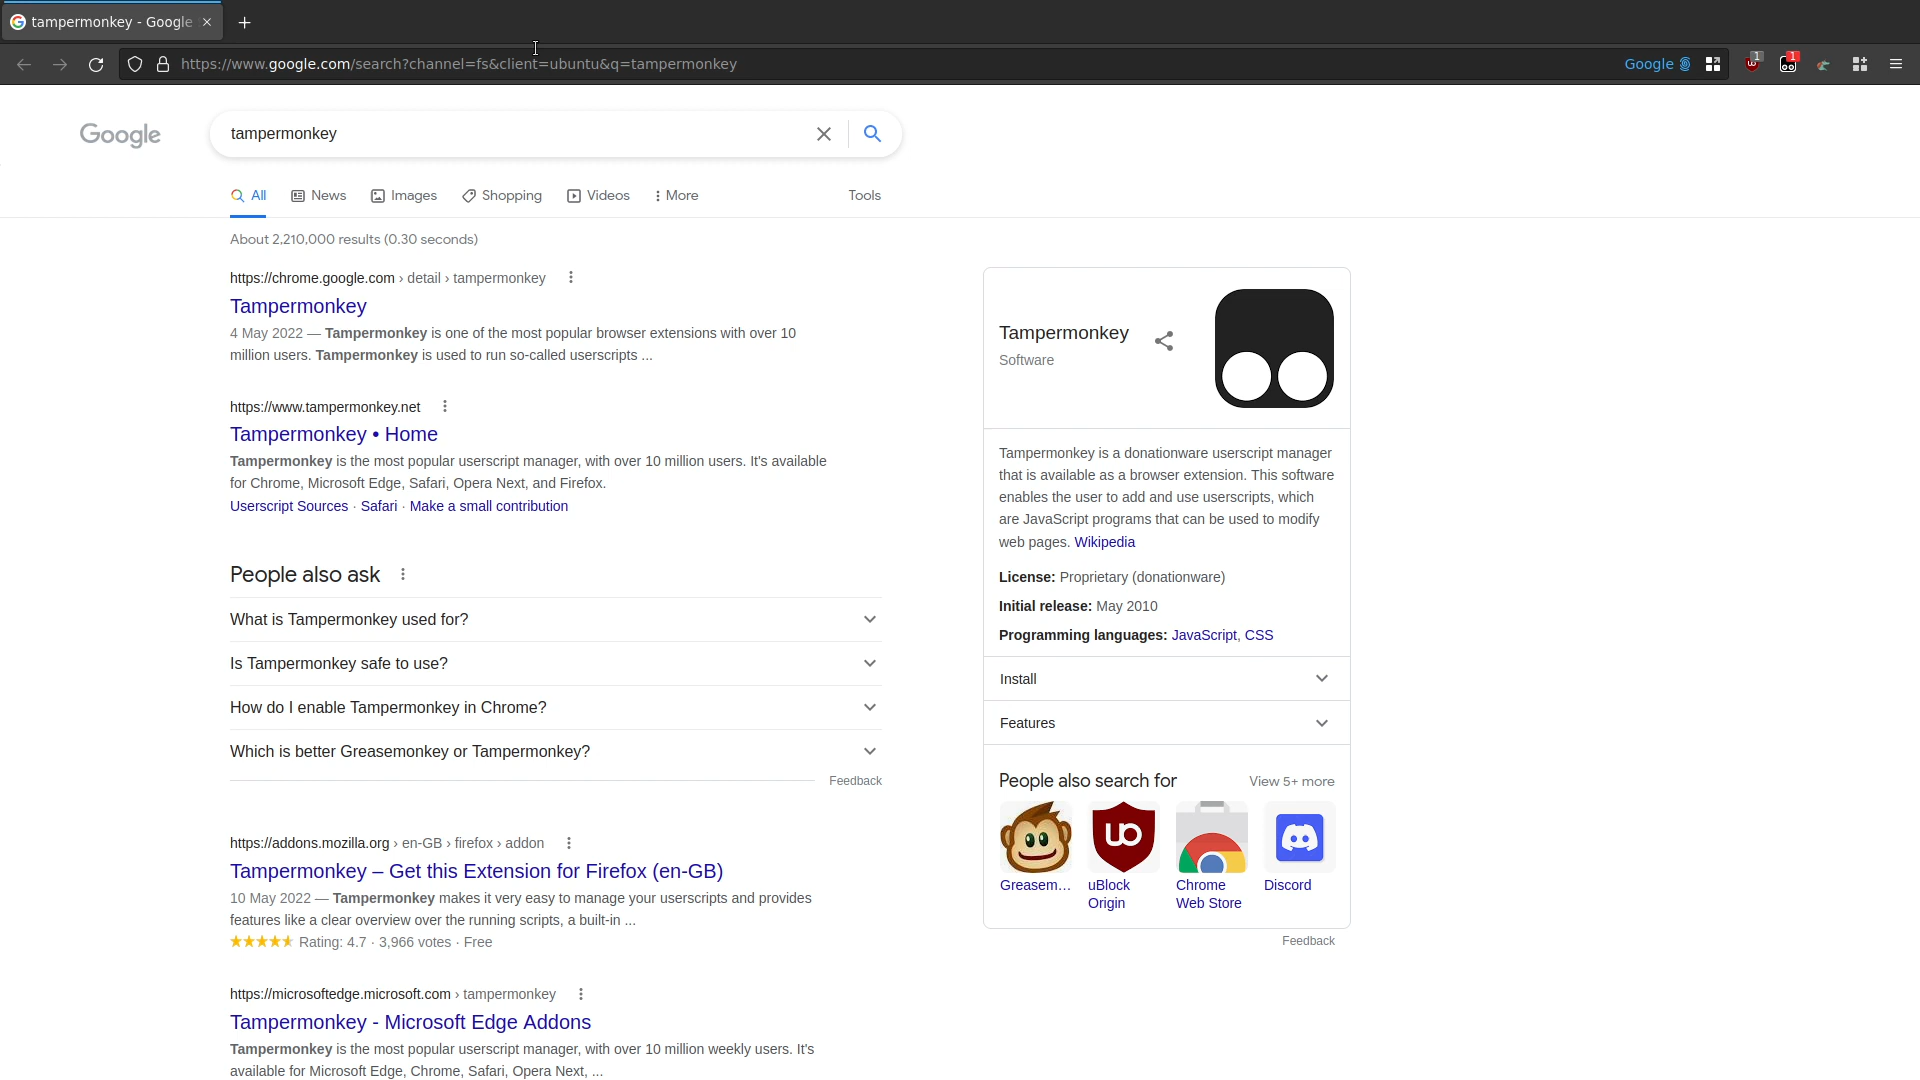 tampermonkey - Google
https://www.google.com/search?channel=fs&client=ubuntu&q=tampermonkey
Google
1
1
Google
tampermonkey
All
News
Images
Shopping
Videos
More
Tools
About 2,210,000 results (0.30 seconds)
https://chrome.google.com › detail › tampermonkey
Tampermonkey
4 May 2022 — Tampermonkey is one of the most popular browser extensions with over 10
million users. Tampermonkey is used to run so-called userscripts ...
https://www.tampermonkey.net
Tampermonkey • Home
Tampermonkey is the most popular userscript manager, with over 10 million users. It's available
for Chrome, Microsoft Edge, Safari, Opera Next, and Firefox.
Userscript Sources · Safari · Make a small contribution
People also ask
What is Tampermonkey used for?
Is Tampermonkey safe to use?
How do I enable Tampermonkey in Chrome?
Which is better Greasemonkey or Tampermonkey?
Feedback
https://addons.mozilla.org › en-GB › firefox › addon
Tampermonkey – Get this Extension for Firefox (en-GB)
10 May 2022 — Tampermonkey makes it very easy to manage your userscripts and provides
features like a clear overview over the running scripts, a built-in ...
Rating: 4.7 · 3,966 votes · Free
https://microsoftedge.microsoft.com › tampermonkey
Tampermonkey - Microsoft Edge Addons
Tampermonkey is the most popular userscript manager, with over 10 million weekly users. It's
available for Microsoft Edge, Chrome, Safari, Opera Next, ...
Tampermonkey
Software
Tampermonkey is a donationware userscript manager
that is available as a browser extension. This software
enables the user to add and use userscripts, which
are JavaScript programs that can be used to modify
web pages. Wikipedia
License: Proprietary (donationware)
Initial release: May 2010
Programming languages: JavaScript, CSS
Install
Features
People also search for
View 5+ more
Greasem...
uBlock
Origin
Chrome
Web Store
Discord
Feedback